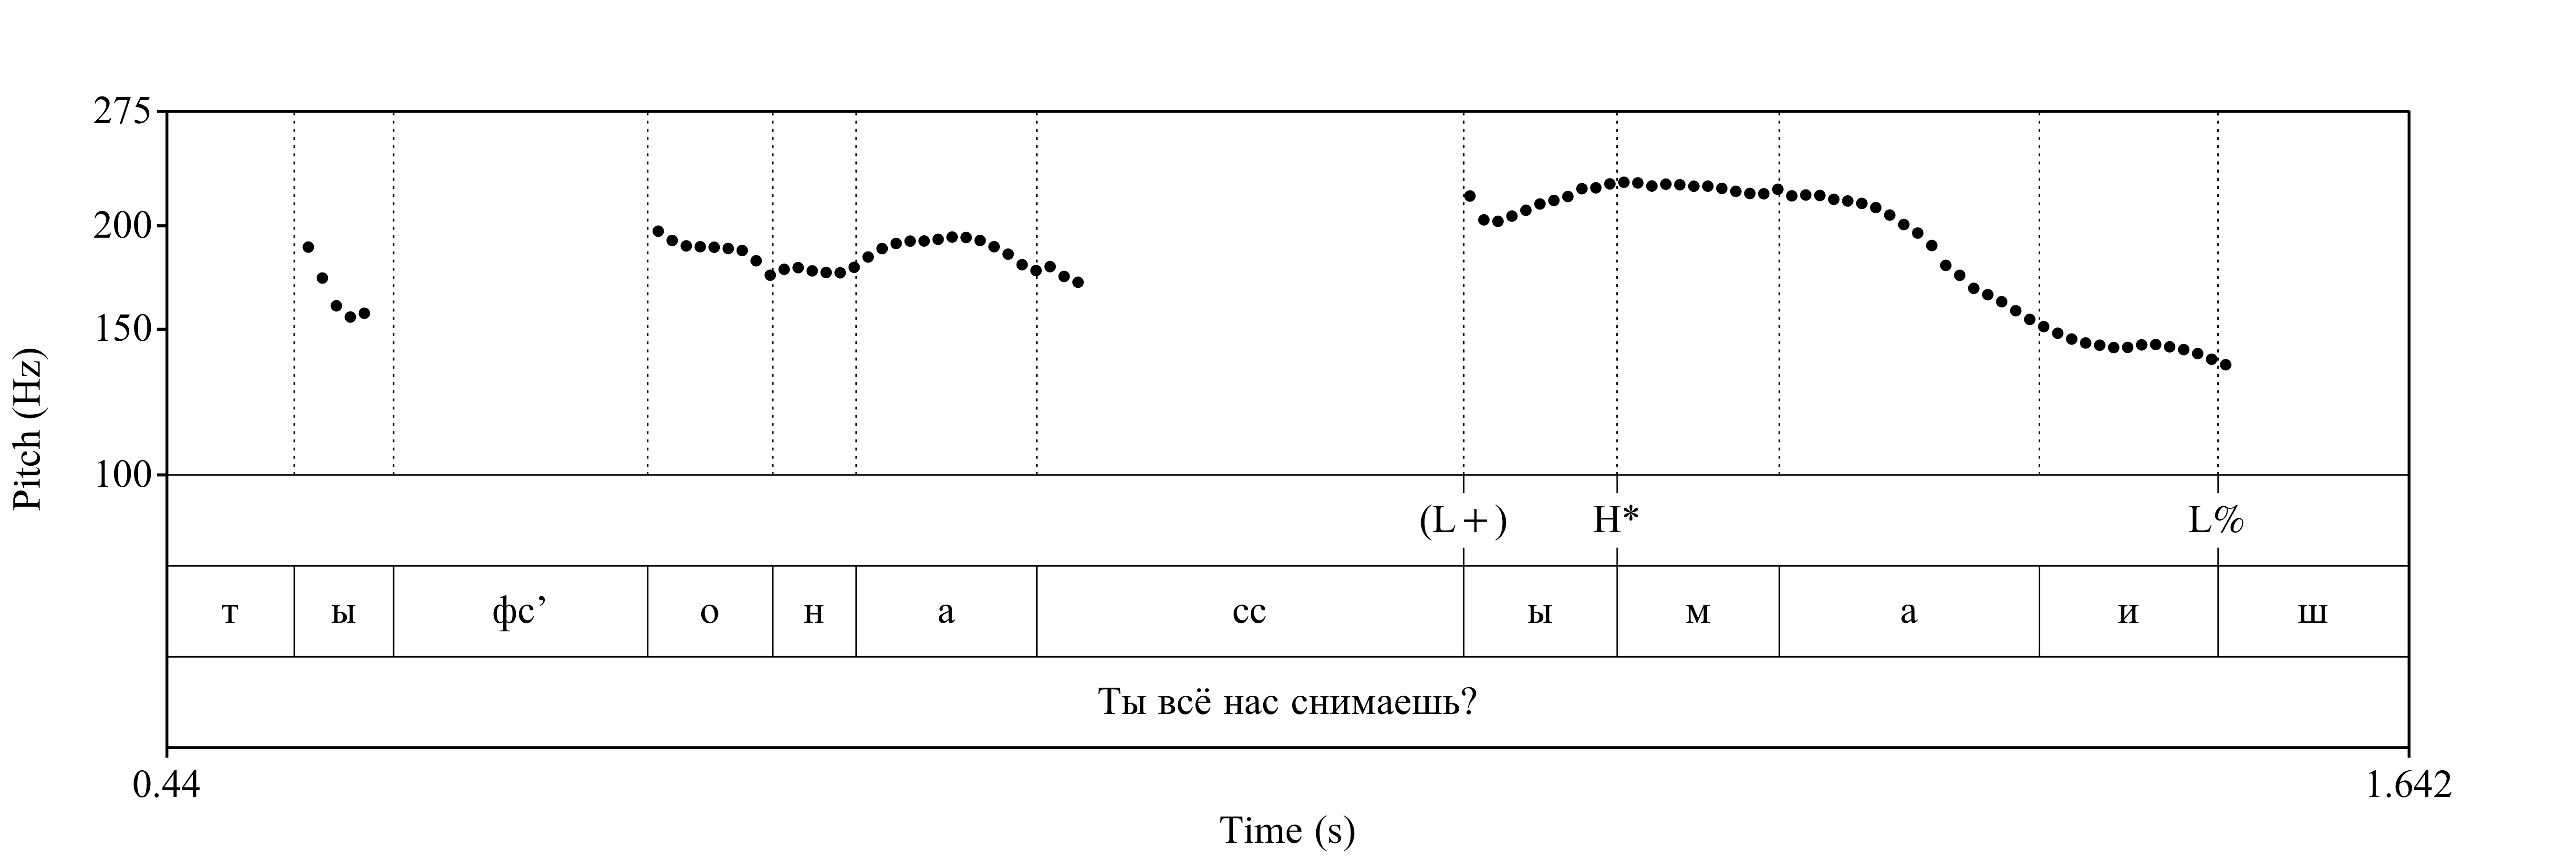 275
200
150
100
Pitch (Hz)
(L+) H* L%
т ы фс’ о н а сс ы м а и ш
Ты всё нас снимаешь?
0.44 1.642
Time (s)